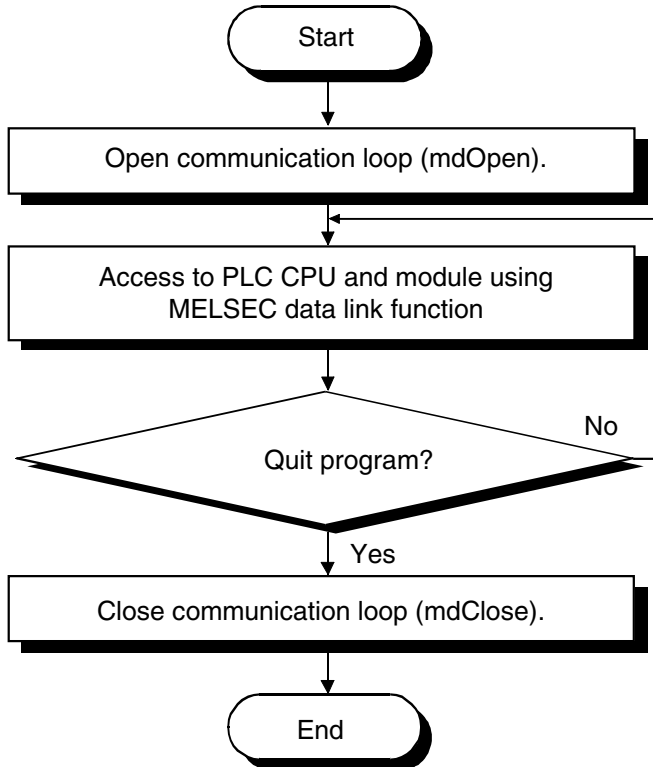 Start
Open communication loop (mdOpen).
Access to PLC CPU and module using
MELSEC data link function
No
Quit program?
Yes
Close communication loop (mdClose).
End